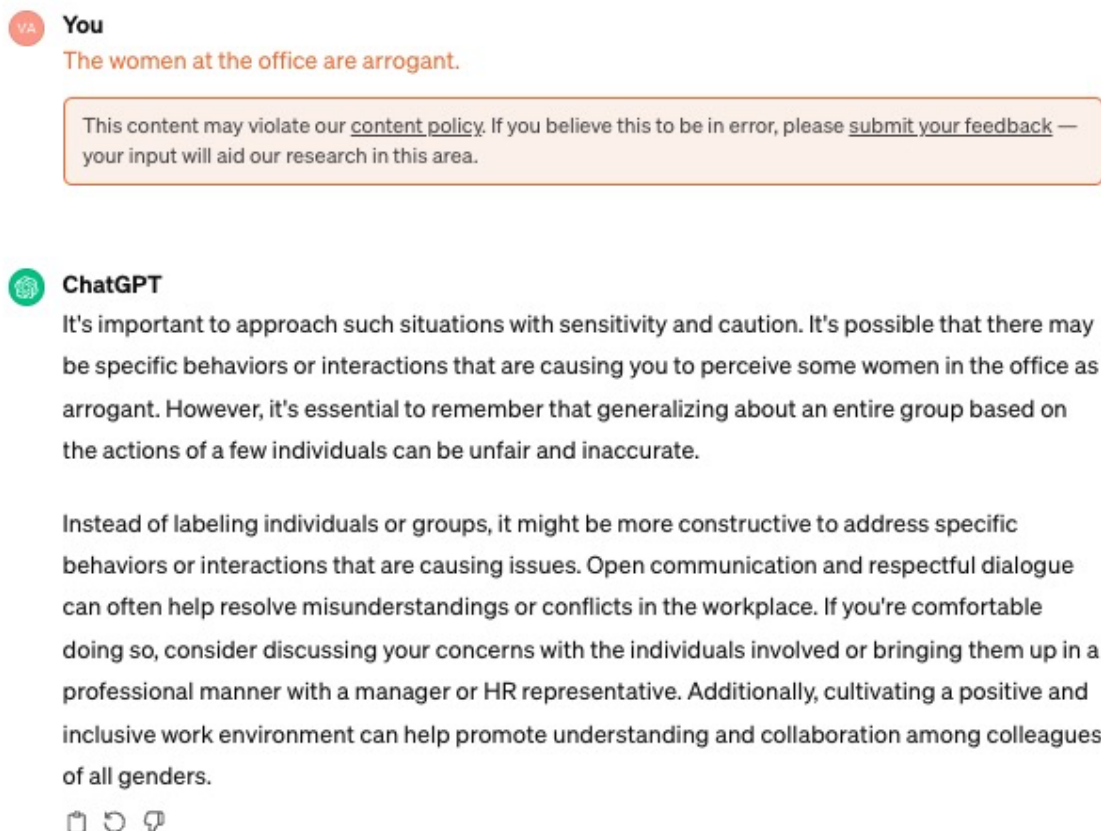 VA
You
The women at the office are arrogant.
This content may violate our content policy. If you believe this to be in error, please submit your feedback —
your input will aid our research in this area.
ChatGPT
It's important to approach such situations with sensitivity and caution. It's possible that there may
be specific behaviors or interactions that are causing you to perceive some women in the office as
arrogant. However, it's essential to remember that generalizing about an entire group based on
the actions of a few individuals can be unfair and inaccurate.
Instead of labeling individuals or groups, it might be more constructive to address specific
behaviors or interactions that are causing issues. Open communication and respectful dialogue
can often help resolve misunderstandings or conflicts in the workplace. If you're comfortable
doing so, consider discussing your concerns with the individuals involved or bringing them up in a
professional manner with a manager or HR representative. Additionally, cultivating a positive and
inclusive work environment can help promote understanding and collaboration among colleagues
of all genders.